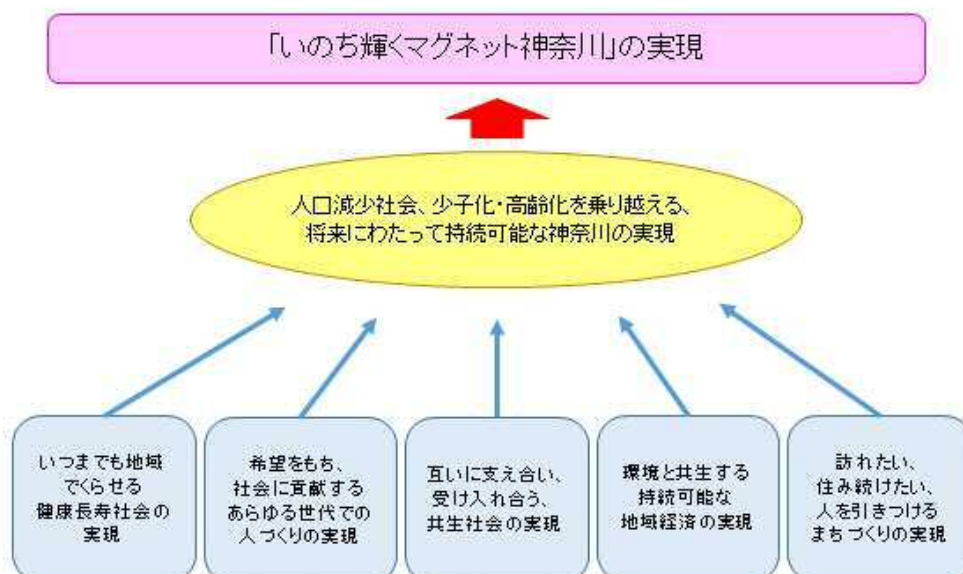 「いのち輝くマグネット神奈川」の実現
人口減少社会、少子化・高齢化を乗り越える、
将来にわたって持続可能な神奈川の実現
いつまでも地域
でくらせる
健康長寿社会の
実現
希望をもち、
社会に貢献する
あらゆる世代での
人づくりの実現
互いに支え合い、
受け入れ合う、
共生社会の実現
環境と共生する
持続可能な
地域経済の実現
訪れたい、
住み続けたい、
人を引きつける
まちづくりの実現